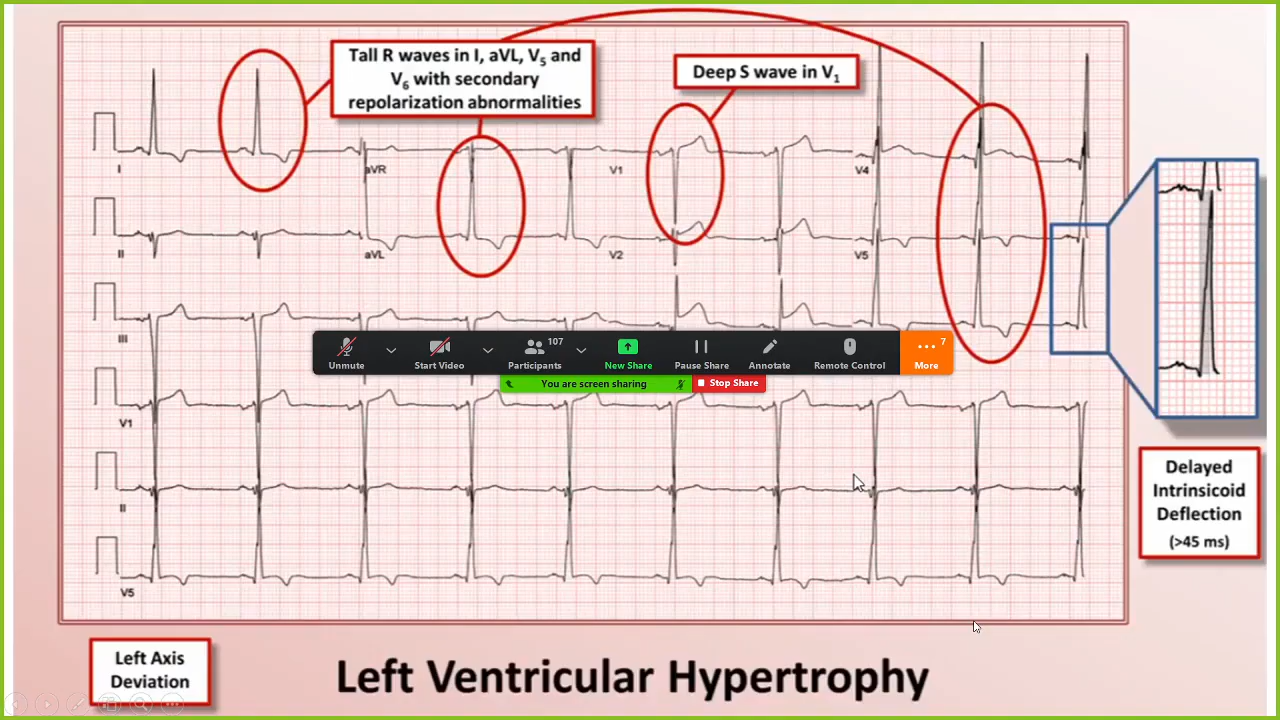 Tall R waves in I, aVL, V5 and
V6 with secondary
repolarization abnormalities
Deep S wave in V1
I
aVR
V1
V4
II
aVL
V2
V5
III
Unmute
Start Video
Participants
107
New Share
Pause Share
Annotate
Remote Control
More
7
You are screen sharing
Stop Share
V1
II
V5
Delayed
Intrinsicoid
Deflection
(>45 ms)
Left Axis
Deviation
Left Ventricular Hypertrophy